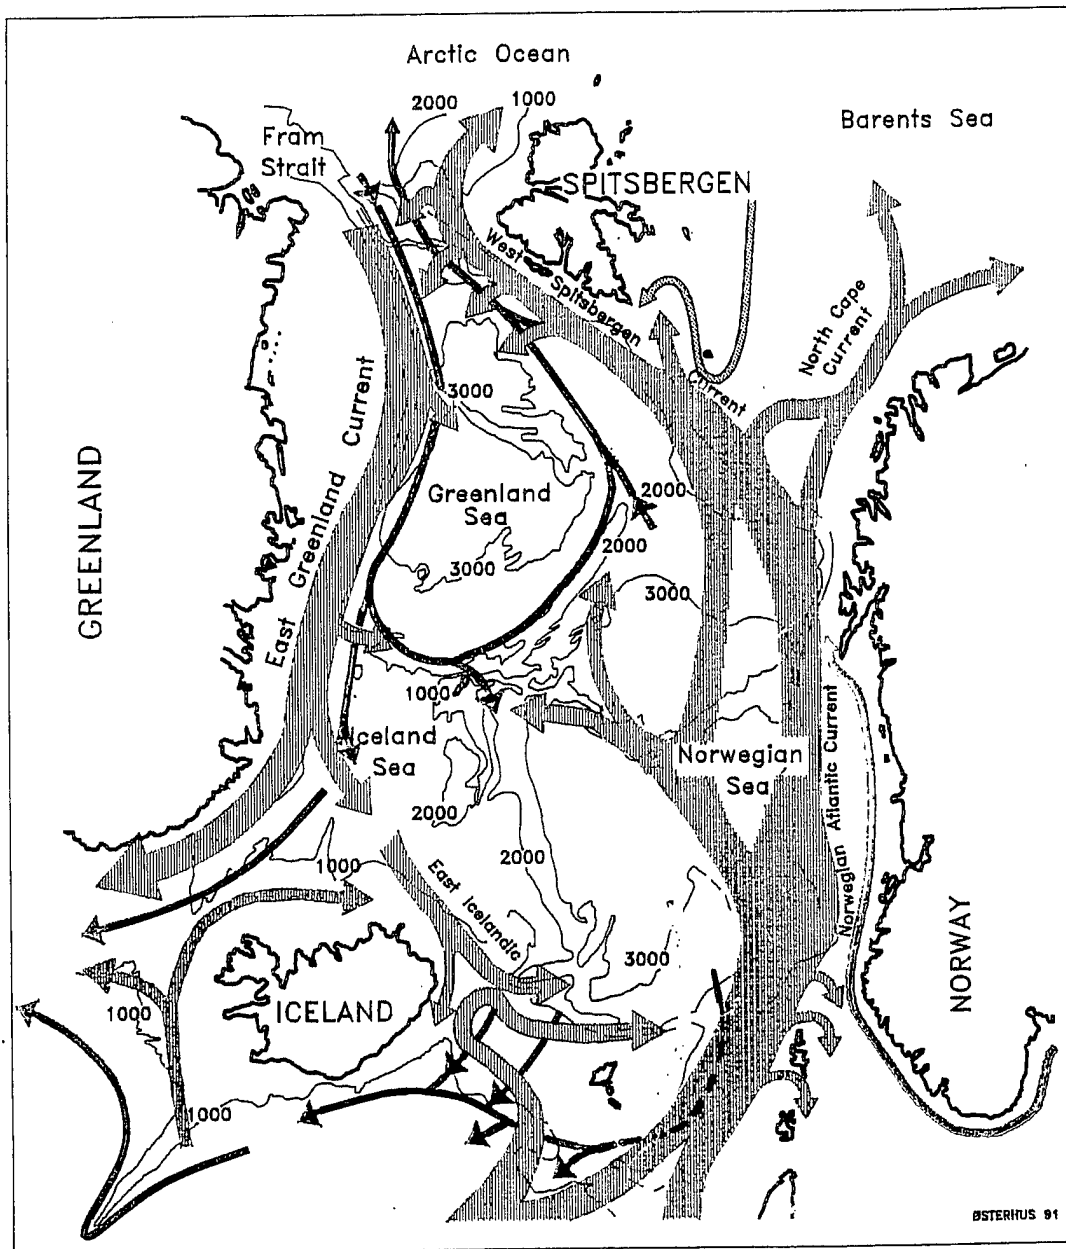 Arctic Ocean
2000
1000
Barents Sea
Fram
Strait
SPITSBERGEN
West Spitsbergen Current
North Cape
Current
3000
East Greenland Current
GREENLAND
Greenland
Sea
2000
2000
3000
3000
1000
Iceland
Sea
Norwegian
Sea
Norwegian Atlantic Current
2000
2000
1000
East Icelandic
3000
NORWAY
ICELAND
1000
1000
ØSTERHUS 91